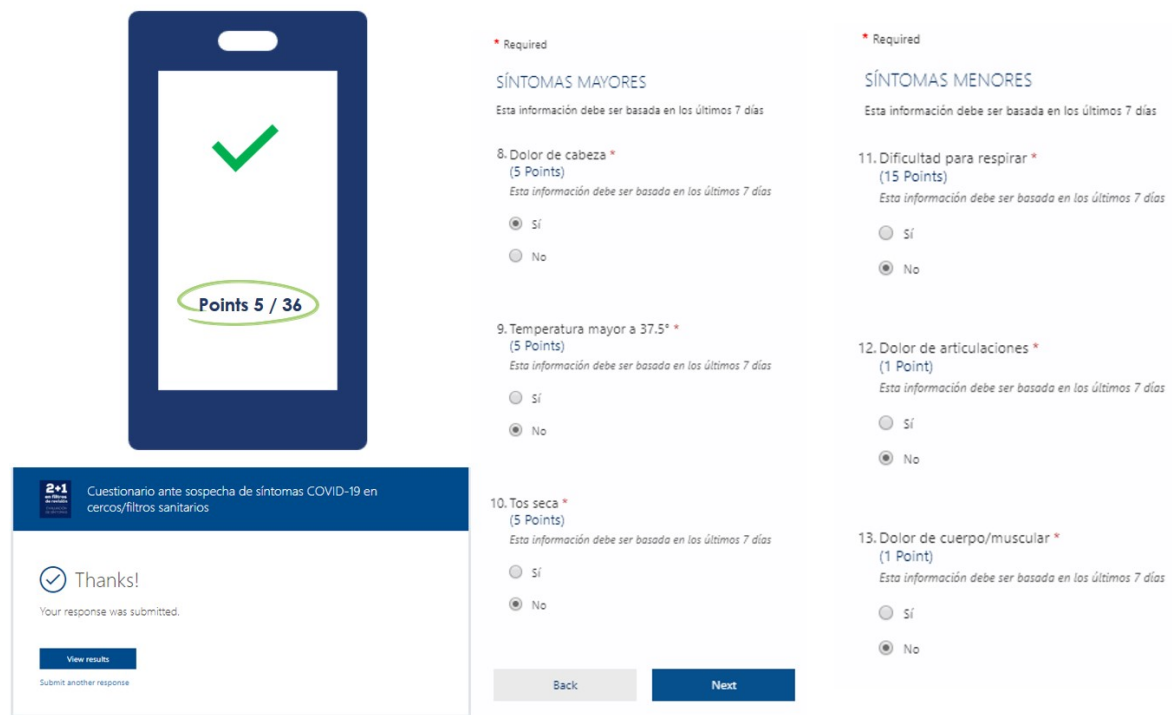 Points 5 / 36
2+1
en filtros
de revisión
Cuestionario ante sospecha de síntomas COVID-19 en
cercos/filtros sanitarios
Thanks!
Your response was submitted.
View results
Submit another response
* Required
SÍNTOMAS MAYORES
Esta información debe ser basada en los últimos 7 días
8. Dolor de cabeza *
(5 Points)
Esta información debe ser basada en los últimos 7 días
Sí
No
9. Temperatura mayor a 37.5° *
(5 Points)
Esta información debe ser basada en los últimos 7 días
Sí
No
10. Tos seca *
(5 Points)
Esta información debe ser basada en los últimos 7 días
Sí
No
Back
Next
* Required
SÍNTOMAS MENORES
Esta información debe ser basada en los últimos 7 días
11. Dificultad para respirar *
(15 Points)
Esta información debe ser basada en los últimos 7 días
Sí
No
12. Dolor de articulaciones *
(1 Point)
Esta información debe ser basada en los últimos 7 días
Sí
No
13. Dolor de cuerpo/muscular *
(1 Point)
Esta información debe ser basada en los últimos 7 días
Sí
No